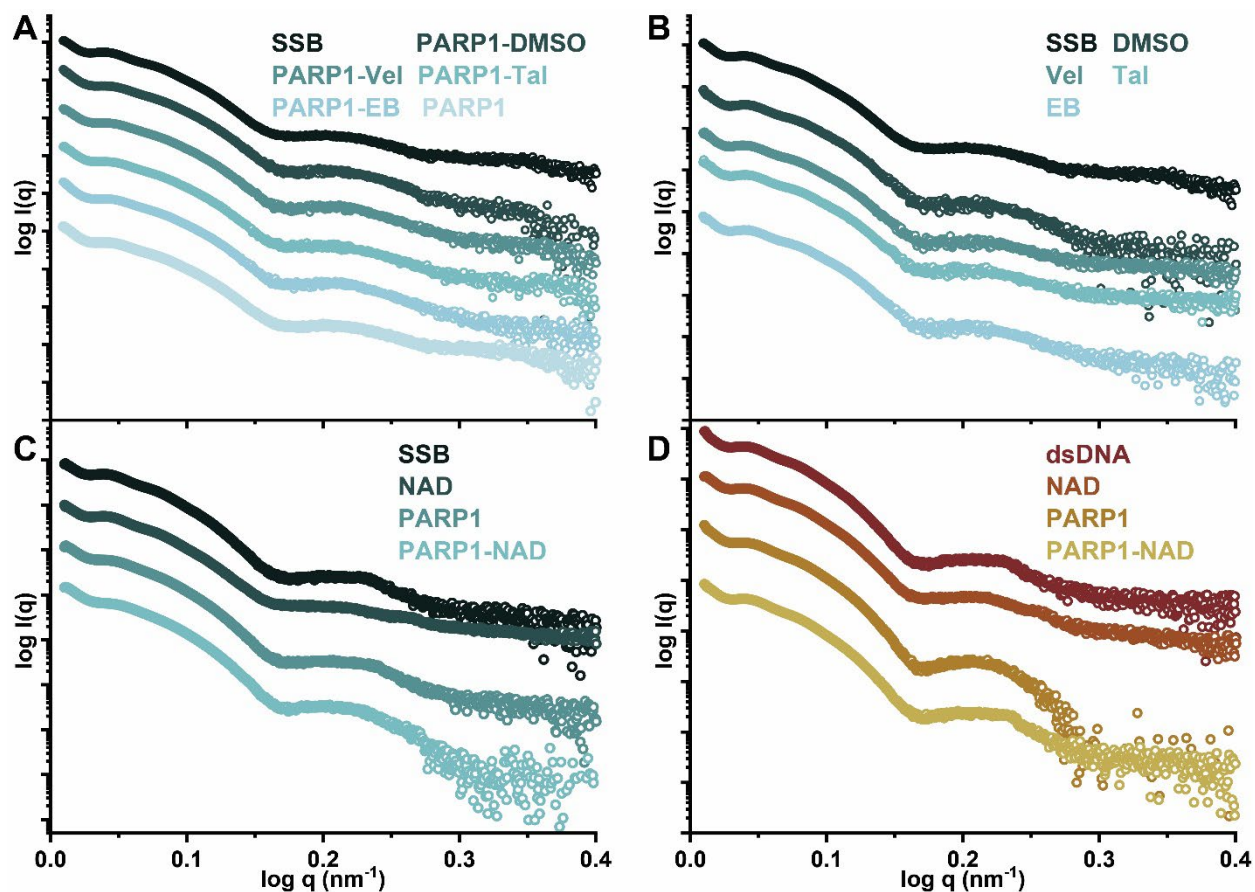 A
SSB PARP1-DMSO
PARP1-Vel PARP1-Tal
PARP1-EB PARP1
log I(q)
B
SSB DMSO
Vel Tal
EB
log I(q)
C
SSB
NAD
PARP1
PARP1-NAD
log I(q)
0.0 0.1 0.2 0.3 0.4
log q (nm⁻¹)
D
dsDNA
NAD
PARP1
PARP1-NAD
log I(q)
0.0 0.1 0.2 0.3 0.4
log q (nm⁻¹)